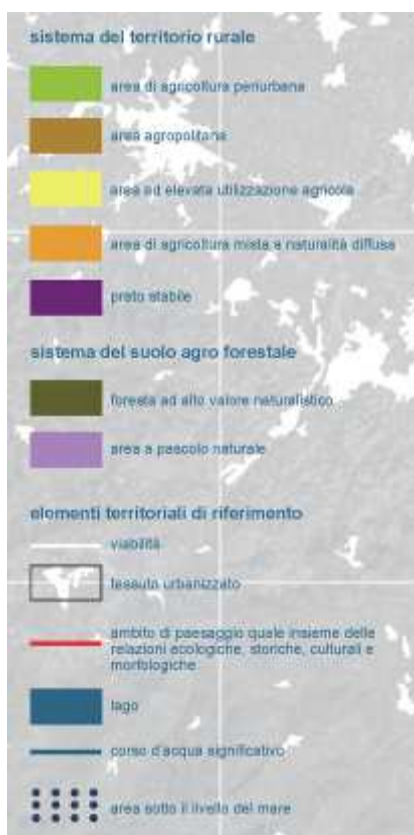 sistema del territorio rurale
area di agricoltura periurbana
area agropolitana
area ad elevata utilizzazione agricola
area di agricoltura mista a naturalità diffusa
prato stabile
sistema del suolo agro forestale
foresta ad alto valore naturalistico
area a pascolo naturale
elementi territoriali di riferimento
viabilità
tessuto urbanizzato
ambito di paesaggio quale insieme delle
relazioni ecologiche, storiche, culturali e
morfologiche
lago
corso d'acqua significativo
area sotto il livello del mare